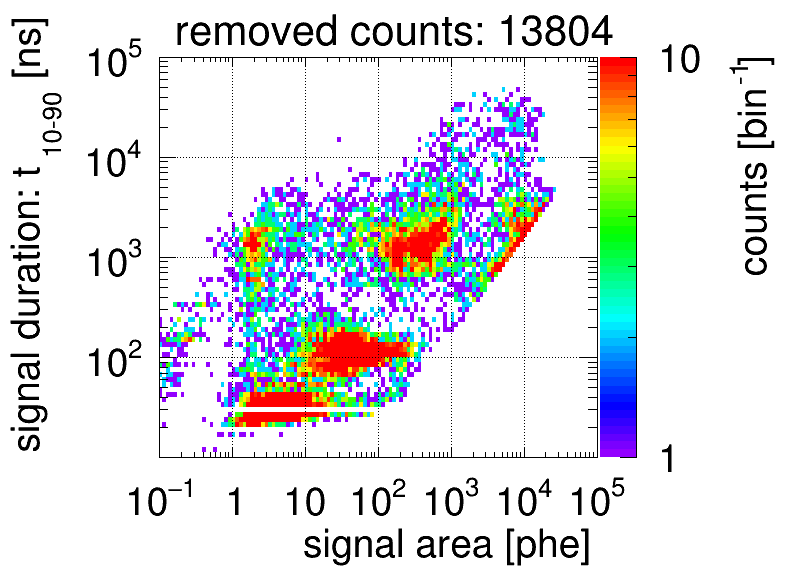 removed counts: 13804
signal duration: t 10-90 [ns]
10^5
10^4
10^3
10^2
10^-1 1 10 10^2 10^3 10^4 10^5
signal area [phe]
10
1
counts [bin^-1]